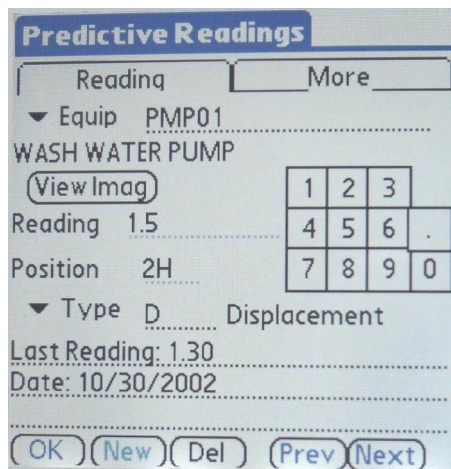 Predictive Readings
Reading More
Equip PMP01
WASH WATER PUMP
View Imag
1 2 3
Reading 1.5
4 5 6 .
Position 2H
7 8 9 0
Type D Displacement
Last Reading: 1.30
Date: 10/30/2002
OK New Del Prev Next